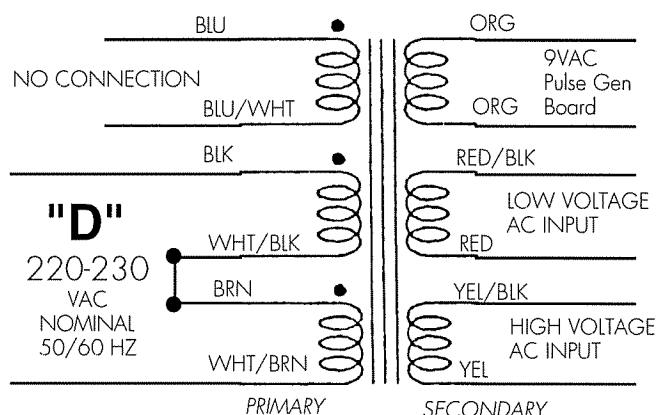 BLU
NO CONNECTION
BLU/WHT
BLK
"D"
220-230
VAC
NOMINAL
50/60 HZ
WHT/BLK
BRN
WHT/BRN
PRIMARY
ORG
9VAC
Pulse Gen
Board
ORG
RED/BLK
LOW VOLTAGE
AC INPUT
RED
YEL/BLK
HIGH VOLTAGE
AC INPUT
YEL
SECONDARY